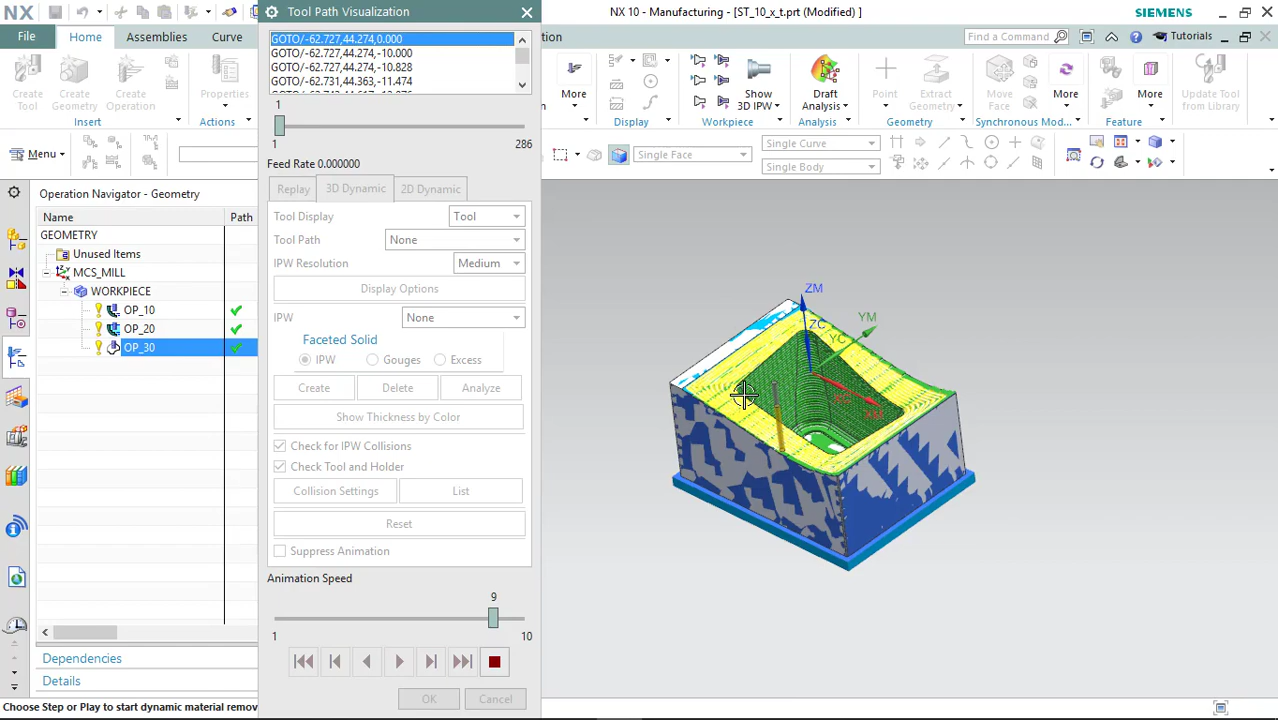 NX
NX 10 - Manufacturing - [ST_10_x_t.prt (Modified) ]
SIEMENS
File
Home
Assemblies
Curve
Find a Command
Tutorials
Create Tool
Create Geometry
Create Operation
Properties
More
Show 3D IPW
Draft Analysis
Point
Extract Geometry
Move Face
More
More
Update Tool from Library
Insert
Actions
Display
Workpiece
Analysis
Geometry
Synchronous Mod...
Feature
Menu
Single Face
Single Curve
Single Body
Tool Path Visualization
GOTO/-62.727,44.274,0.000
GOTO/-62.727,44.274,-10.000
GOTO/-62.727,44.274,-10.828
GOTO/-62.731,44.363,-11.474
1
1
286
Feed Rate 0.000000
Replay
3D Dynamic
2D Dynamic
Tool Display
Tool
Tool Path
None
IPW Resolution
Medium
Display Options
IPW
None
Faceted Solid
IPW
Gouges
Excess
Create
Delete
Analyze
Show Thickness by Color
Check for IPW Collisions
Check Tool and Holder
Collision Settings
List
Reset
Suppress Animation
Animation Speed
9
1
10
OK
Cancel
Operation Navigator - Geometry
Name
Path
GEOMETRY
Unused Items
MCS_MILL
WORKPIECE
OP_10
OP_20
OP_30
Dependencies
Details
Choose Step or Play to start dynamic material remov
ZM
ZC
YM
YC
XM